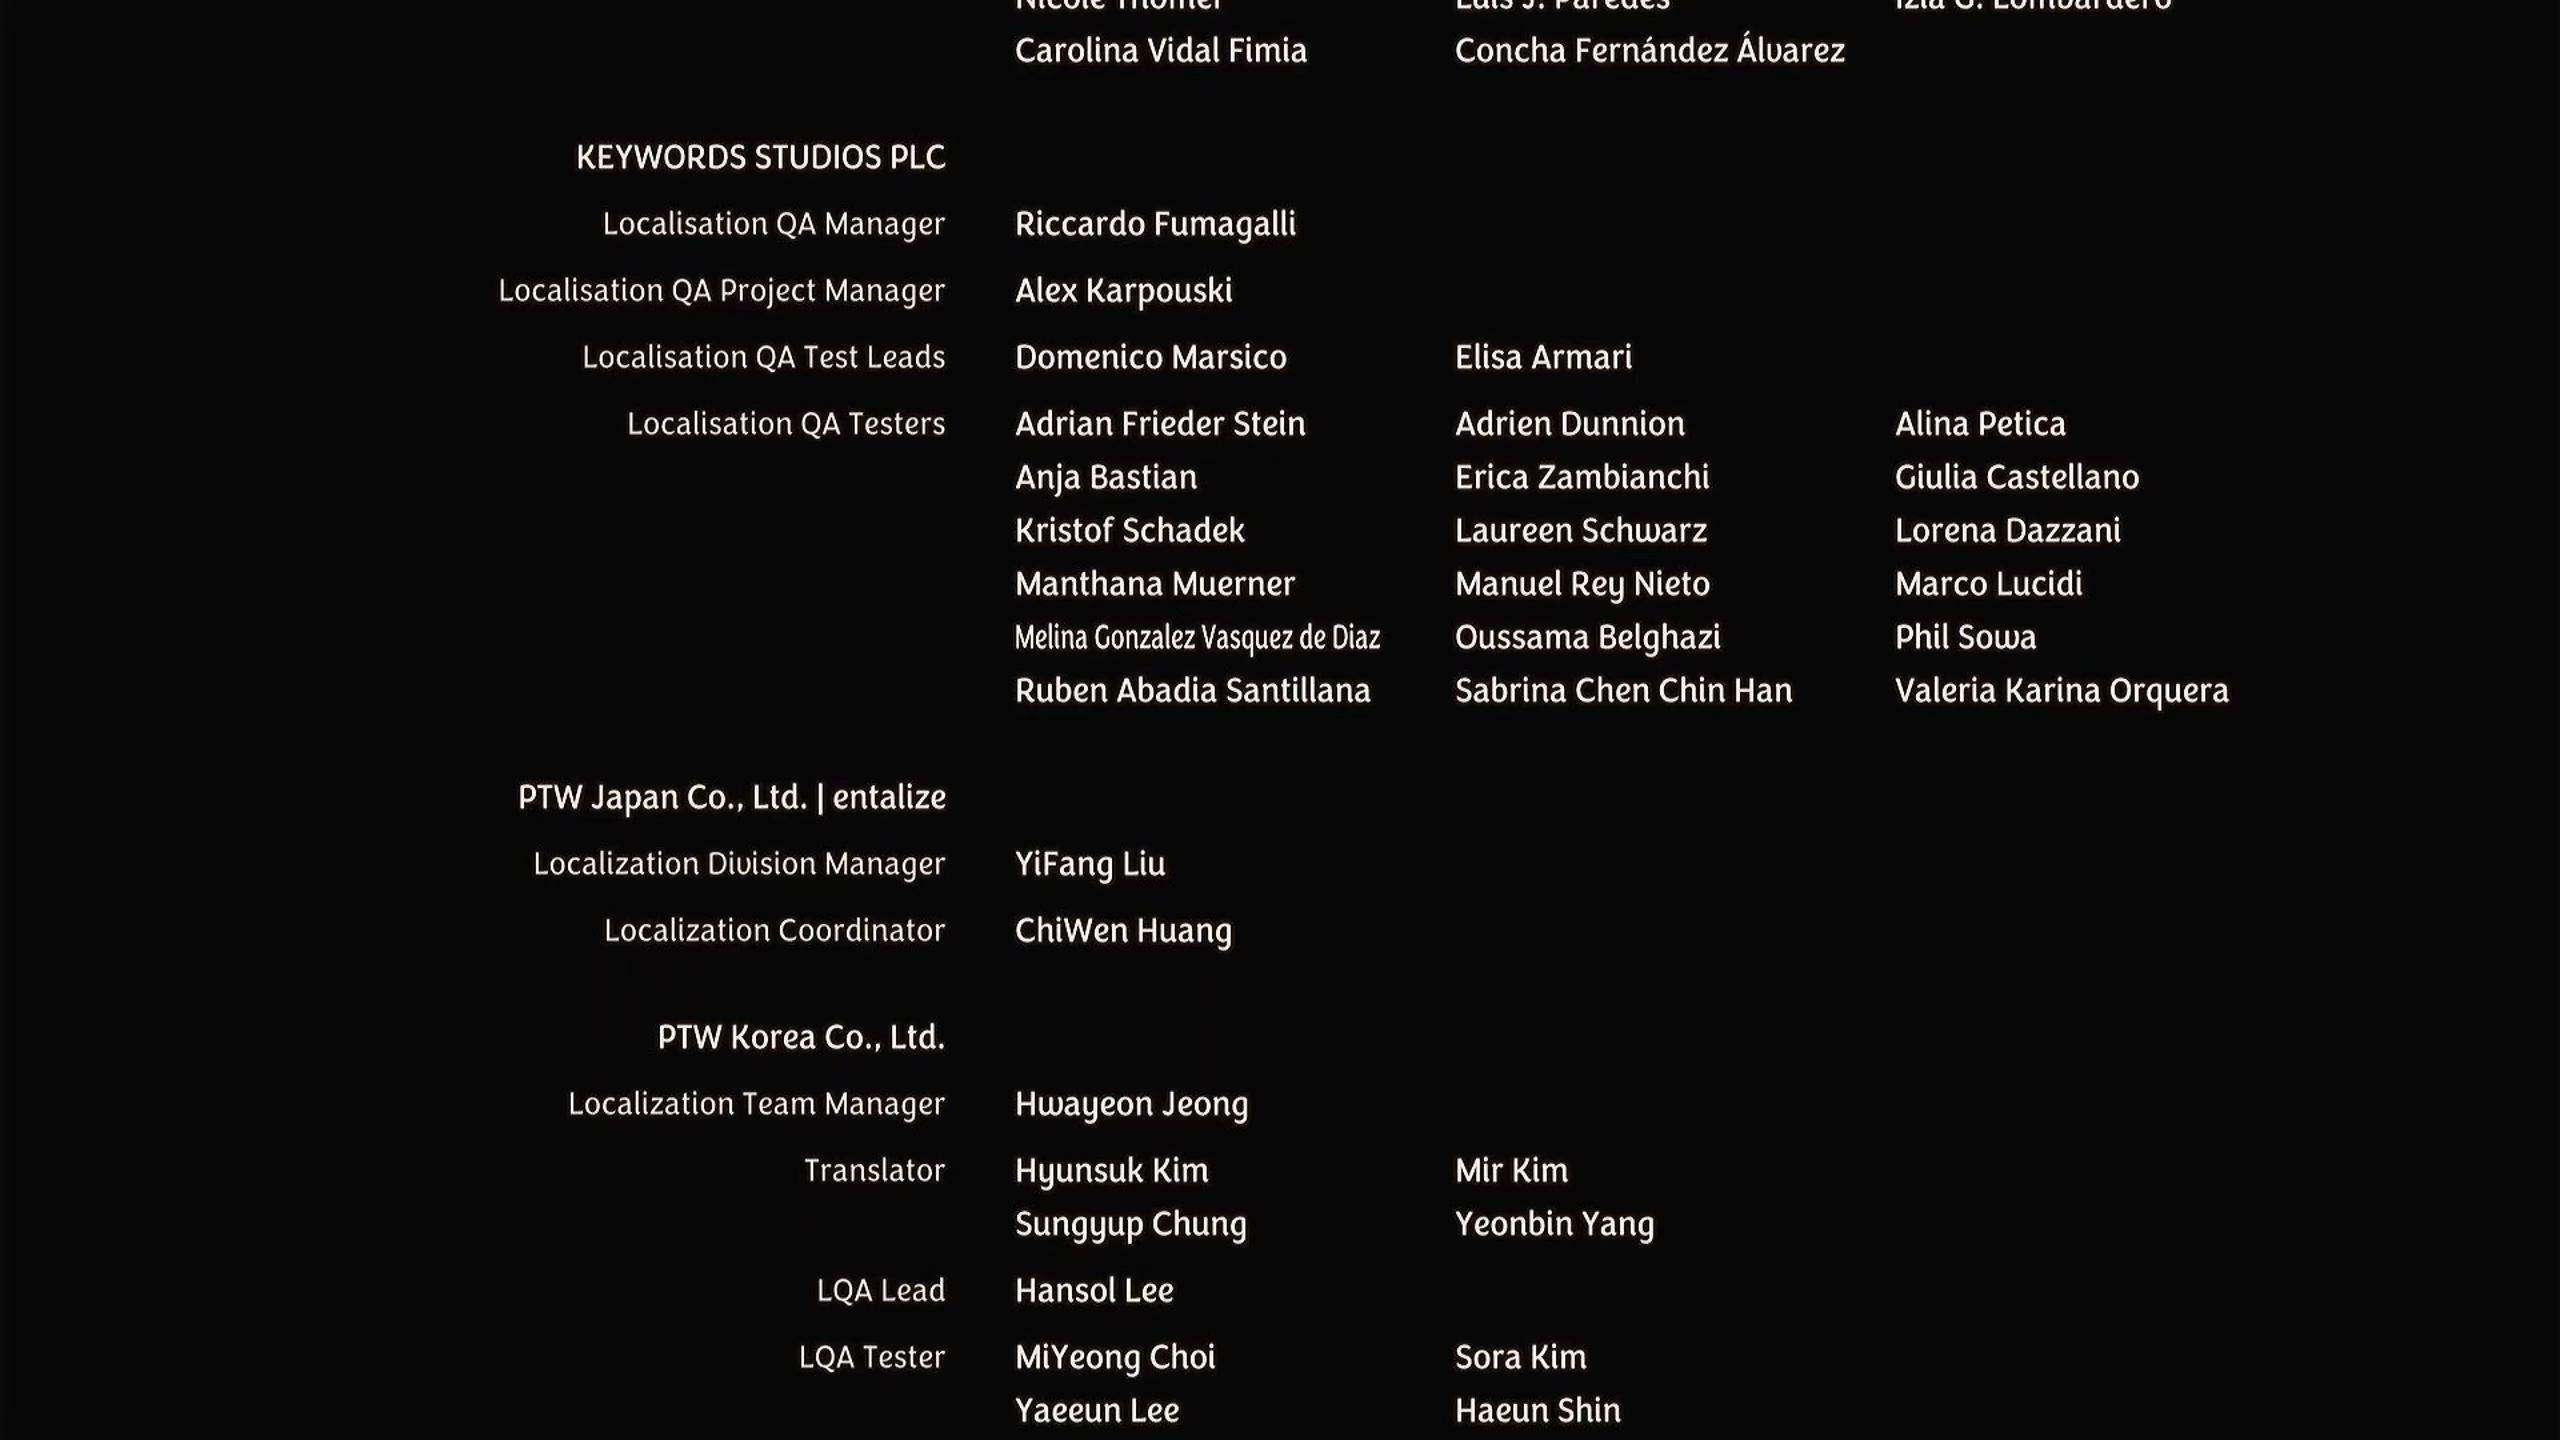 Carolina Vidal Fimia Concha Fernández Álvarez
KEYWORDS STUDIOS PLC
Localisation QA Manager Riccardo Fumagalli
Localisation QA Project Manager Alex Karpouski
Localisation QA Test Leads Domenico Marsico Elisa Armari
Localisation QA Testers Adrian Frieder Stein Adrien Dunnion Alina Petica
Anja Bastian Erica Zambianchi Giulia Castellano
Kristof Schadek Laureen Schwarz Lorena Dazzani
Manthana Muerner Manuel Rey Nieto Marco Lucidi
Melina Gonzalez Vasquez de Diaz Oussama Belghazi Phil Sowa
Ruben Abadia Santillana Sabrina Chen Chin Han Valeria Karina Orquera
PTW Japan Co., Ltd. | entalize
Localization Division Manager YiFang Liu
Localization Coordinator ChiWen Huang
PTW Korea Co., Ltd.
Localization Team Manager Hwayeon Jeong
Translator Hyunsuk Kim Mir Kim
Sungyup Chung Yeonbin Yang
LQA Lead Hansol Lee
LQA Tester MiYeong Choi Sora Kim
Yaeeun Lee Haeun Shin